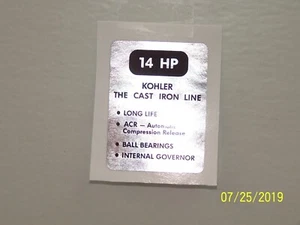 14 HP
KOHLER
THE CAST IRON LINE
• LONG LIFE
• ACR – Automatic
Compression Release
• BALL BEARINGS
• INTERNAL GOVERNOR
07/25/2019